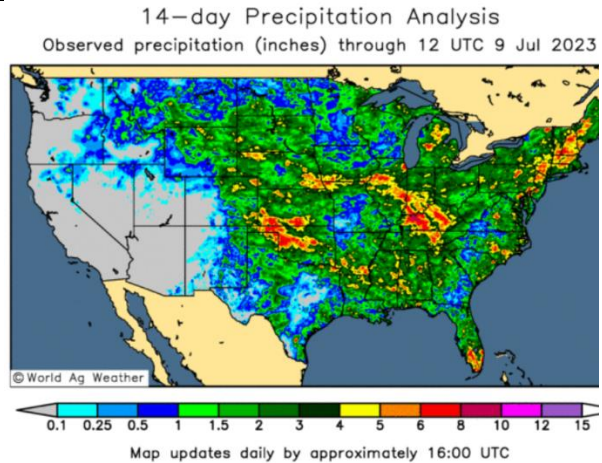 14-day Precipitation Analysis
Observed precipitation (inches) through 12 UTC 9 Jul 2023
© World Ag Weather
0.1 0.25 0.5 1 1.5 2 3 4 5 6 8 10 12 15
Map updates daily by approximately 16:00 UTC